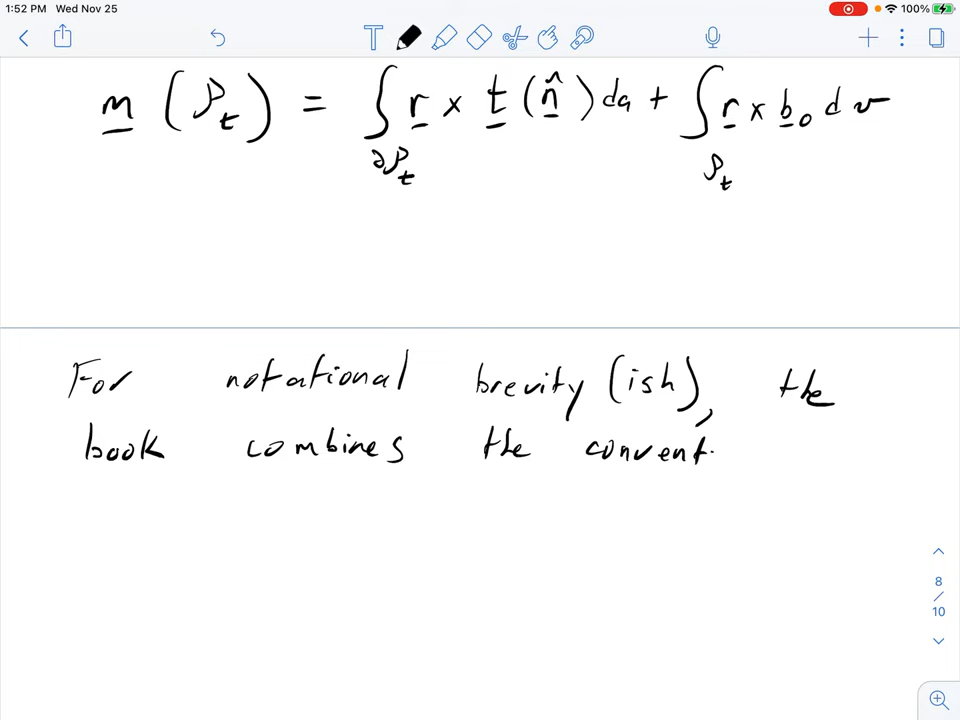 1:52 PM Wed Nov 25 100%
m (P_t) = ∫_{∂P_t} r × t (n̂) da + ∫_{P_t} r × b_0 dv
For notational brevity (ish), the
book combines the convent
8
/
10